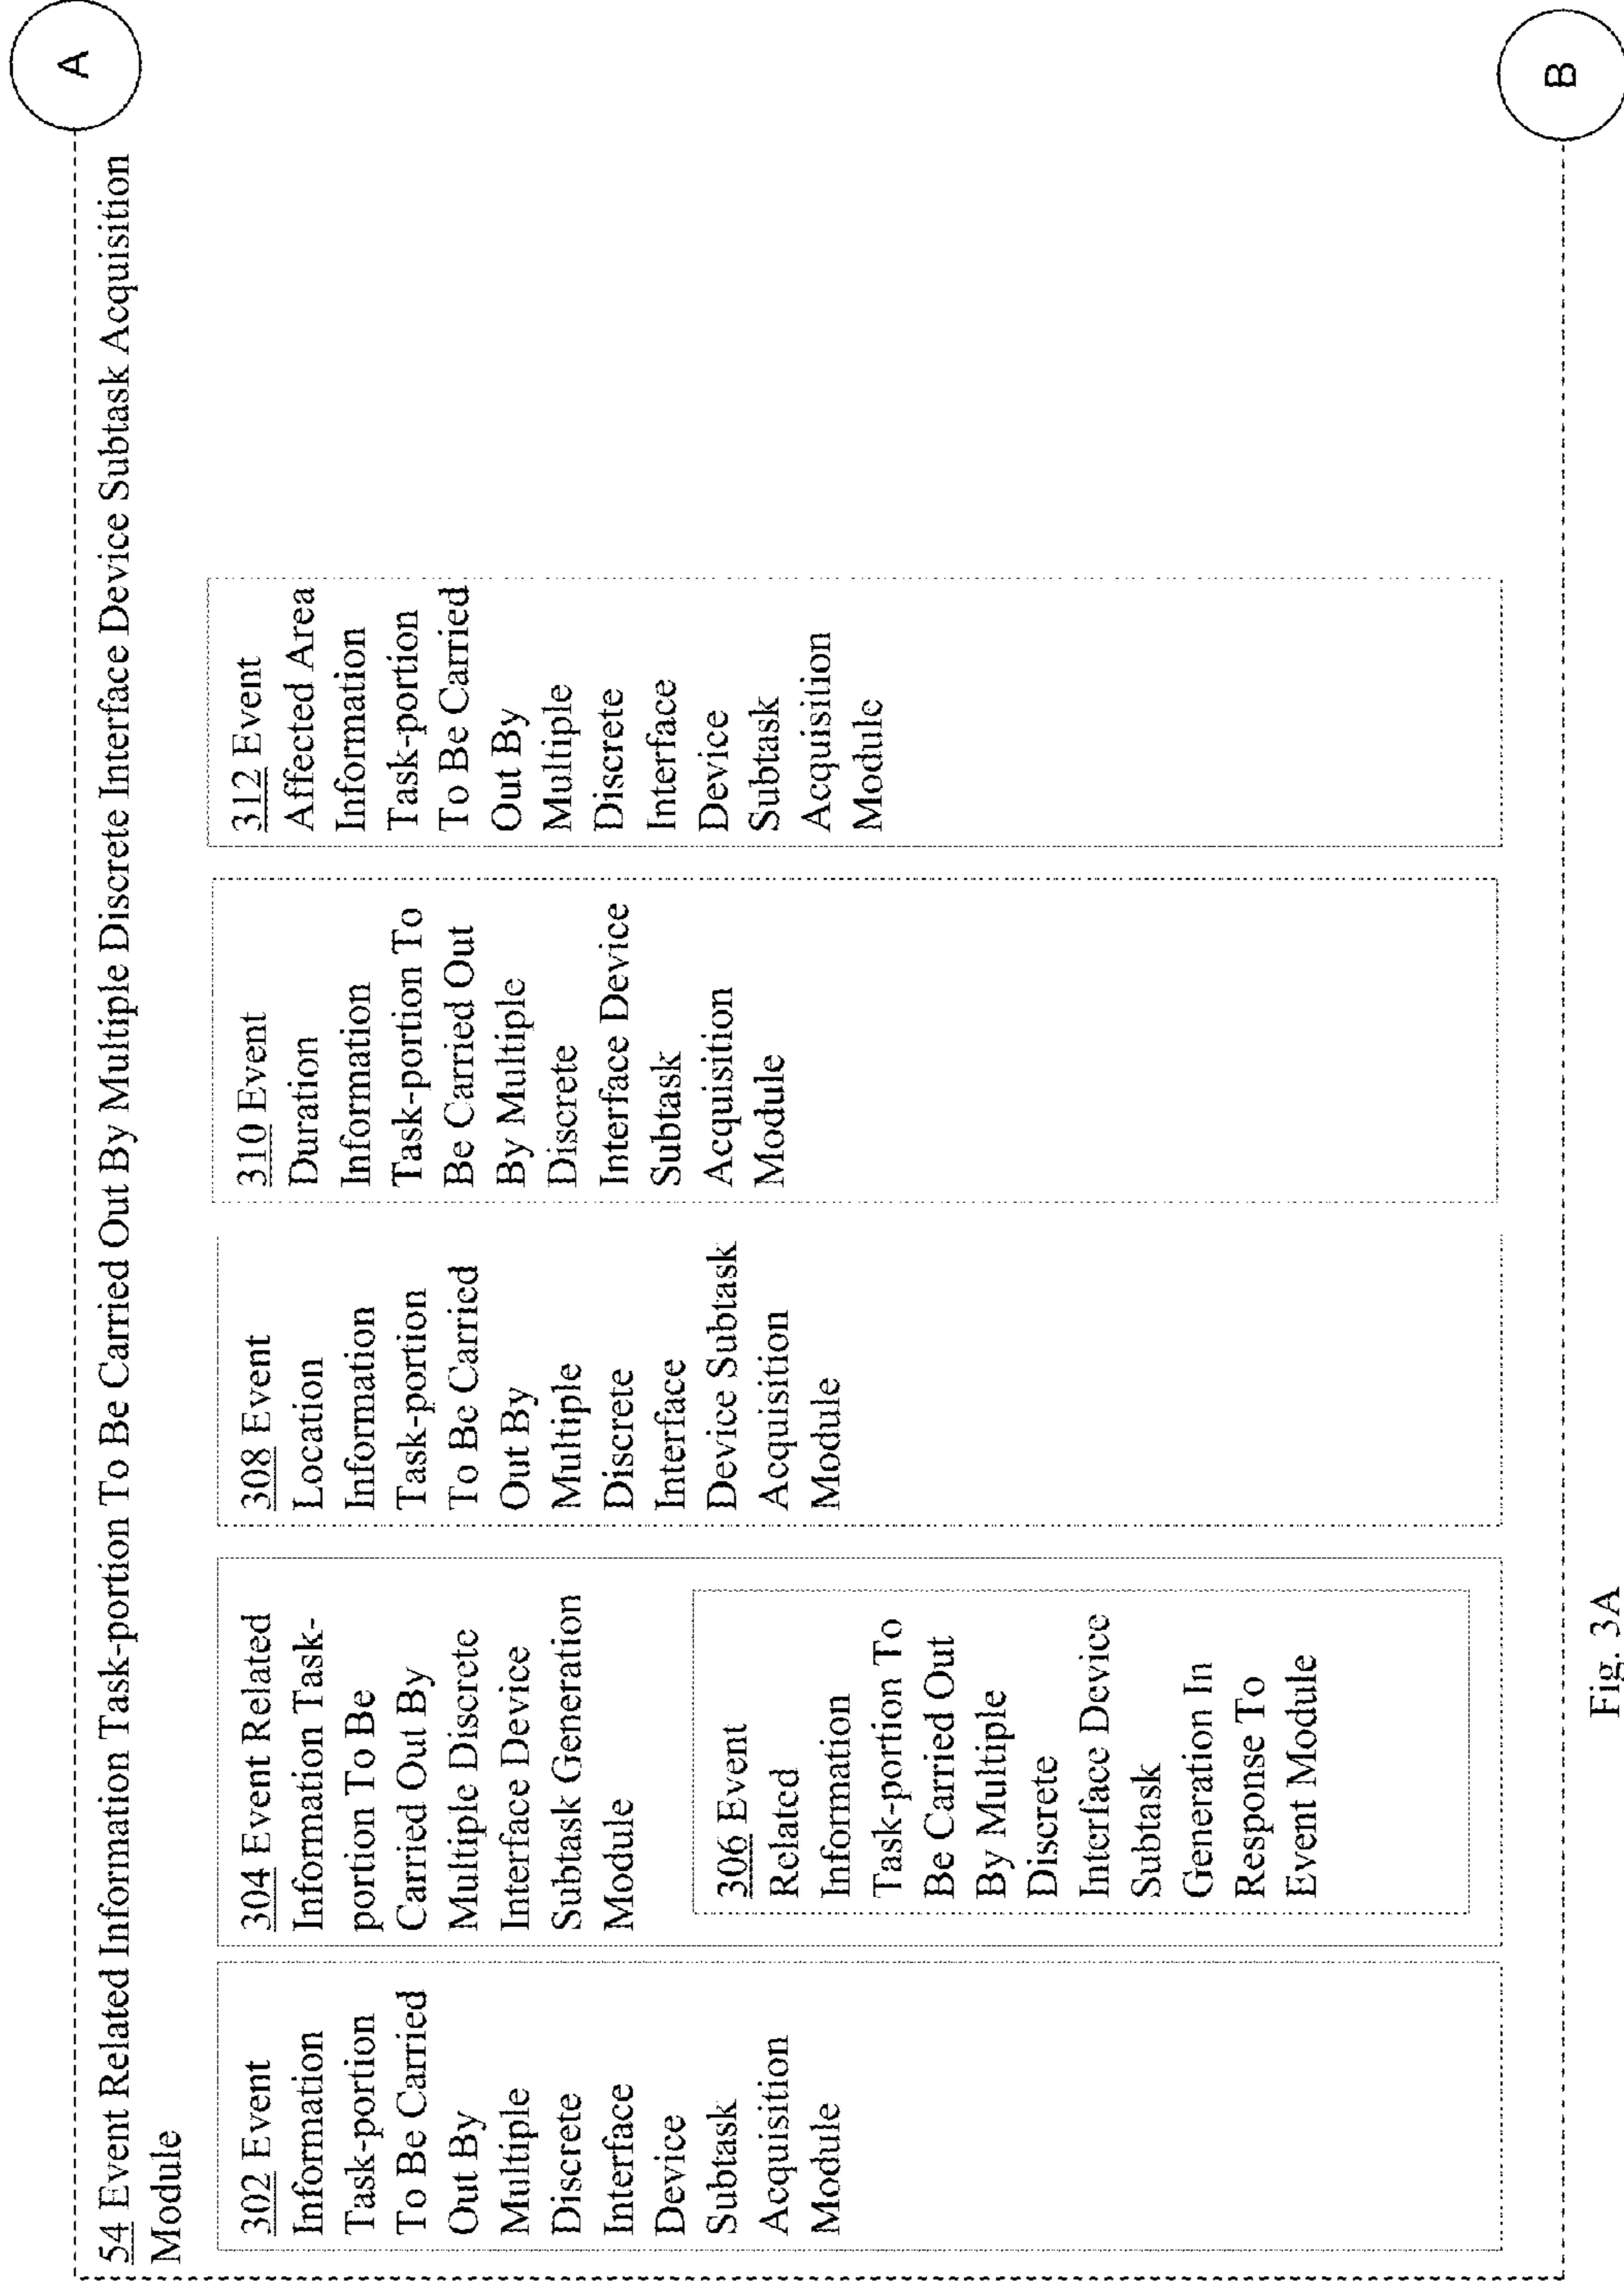 A
54 Event Related Information Task-portion To Be Carried Out By Multiple Discrete Interface Device Subtask Acquisition
Module
302 Event
Information
Task-portion
To Be Carried
Out By
Multiple
Discrete
Interface
Device
Subtask
Acquisition
Module
304 Event Related
Information Task-
portion To Be
Carried Out By
Multiple Discrete
Interface Device
Subtask Generation
Module
306 Event
Related
Information
Task-portion To
Be Carried Out
By Multiple
Discrete
Interface Device
Subtask
Generation In
Response To
Event Module
308 Event
Location
Information
Task-portion
To Be Carried
Out By
Multiple
Discrete
Interface
Device Subtask
Acquisition
Module
310 Event
Duration
Information
Task-portion To
Be Carried Out
By Multiple
Discrete
Interface Device
Subtask
Acquisition
Module
312 Event
Affected Area
Information
Task-portion
To Be Carried
Out By
Multiple
Discrete
Interface
Device
Subtask
Acquisition
Module
B
Fig. 3A